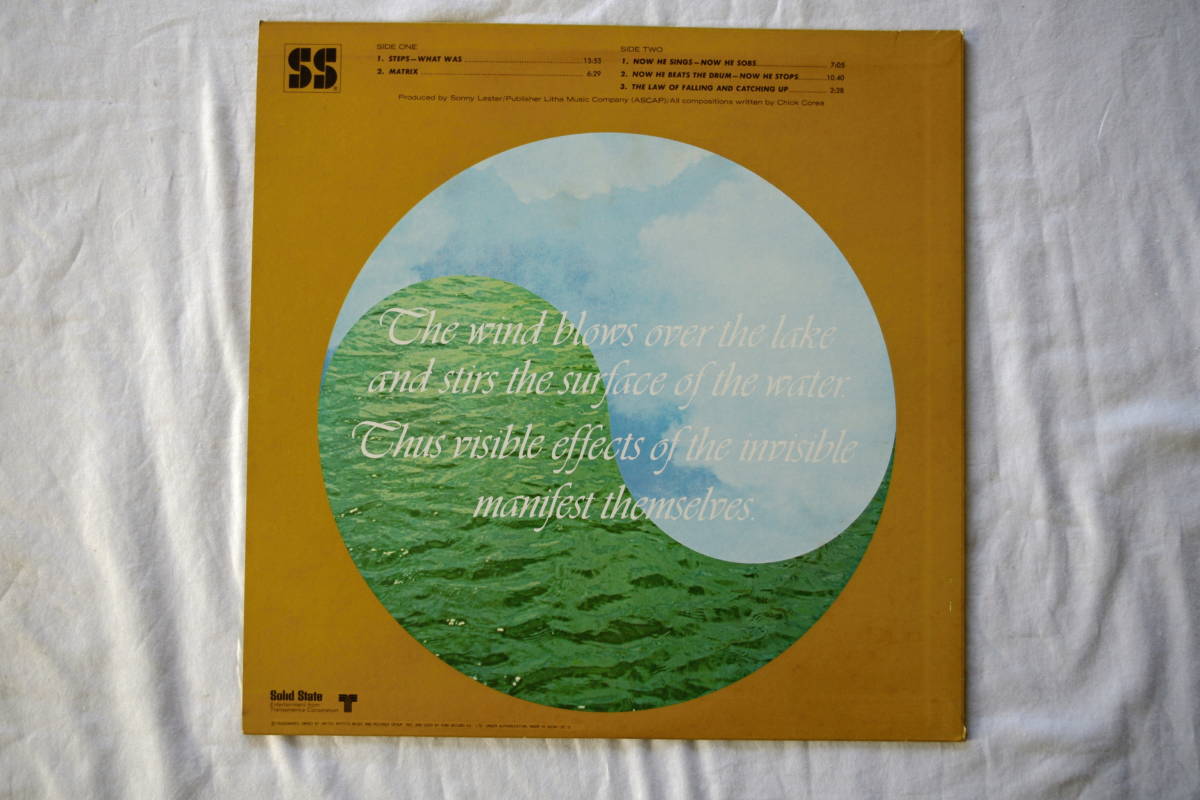 SS
SIDE ONE
1. STEPS—WHAT WAS 13:53
2. MATRIX 6:29
SIDE TWO
1. NOW HE SINGS—NOW HE SOBS 7:05
2. NOW HE BEATS THE DRUM—NOW HE STOPS 10.40
3. THE LAW OF FALLING AND CATCHING UP 2:28
Produced by Sonny Lester/Publisher Litha Music Company (ASCAP)/All compositions written by Chick Corea
The wind blows over the lake
and stirs the surface of the water.
Thus visible effects of the invisible
manifest themselves.
Solid State
Entertainment from
Transamerica Corporation